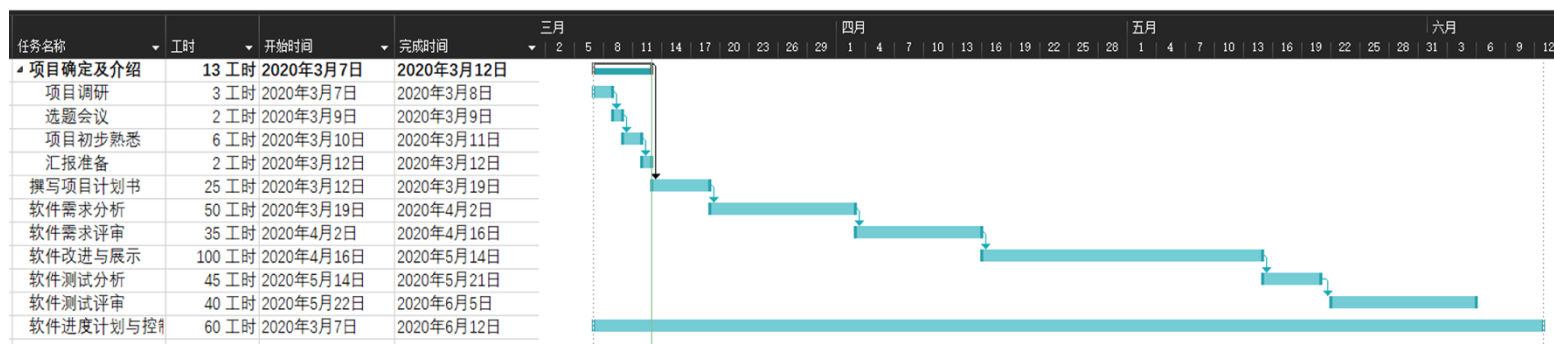 三月 四月 五月 六月
任务名称 工时 开始时间 完成时间 2 5 8 11 14 17 20 23 26 29 1 4 7 10 13 16 19 22 25 28 1 4 7 10 13 16 19 22 25 28 31 3 6 9 12
项目确定及介绍 13 工时 2020年3月7日 2020年3月12日
项目调研 3 工时 2020年3月7日 2020年3月8日
选题会议 2 工时 2020年3月9日 2020年3月9日
项目初步熟悉 6 工时 2020年3月10日 2020年3月11日
汇报准备 2 工时 2020年3月12日 2020年3月12日
撰写项目计划书 25 工时 2020年3月12日 2020年3月19日
软件需求分析 50 工时 2020年3月19日 2020年4月2日
软件需求评审 35 工时 2020年4月2日 2020年4月16日
软件改进与展示 100 工时 2020年4月16日 2020年5月14日
软件测试分析 45 工时 2020年5月14日 2020年5月21日
软件测试评审 40 工时 2020年5月22日 2020年6月5日
软件进度计划与控 60 工时 2020年3月7日 2020年6月12日